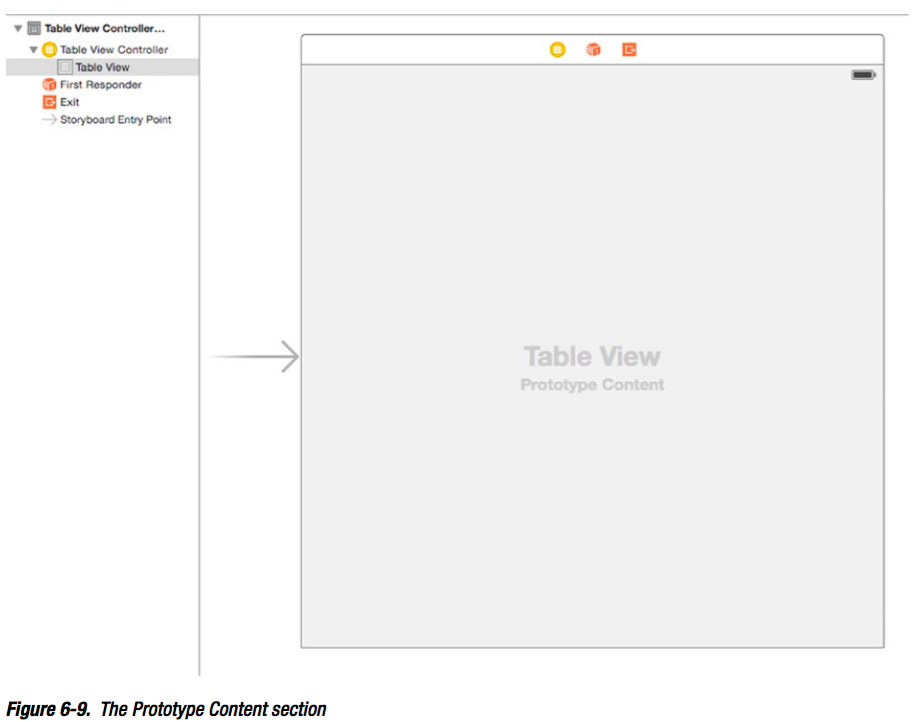 Table View Controller...
Table View Controller
Table View
First Responder
Exit
Storyboard Entry Point
Table View
Prototype Content
Figure 6-9. The Prototype Content section